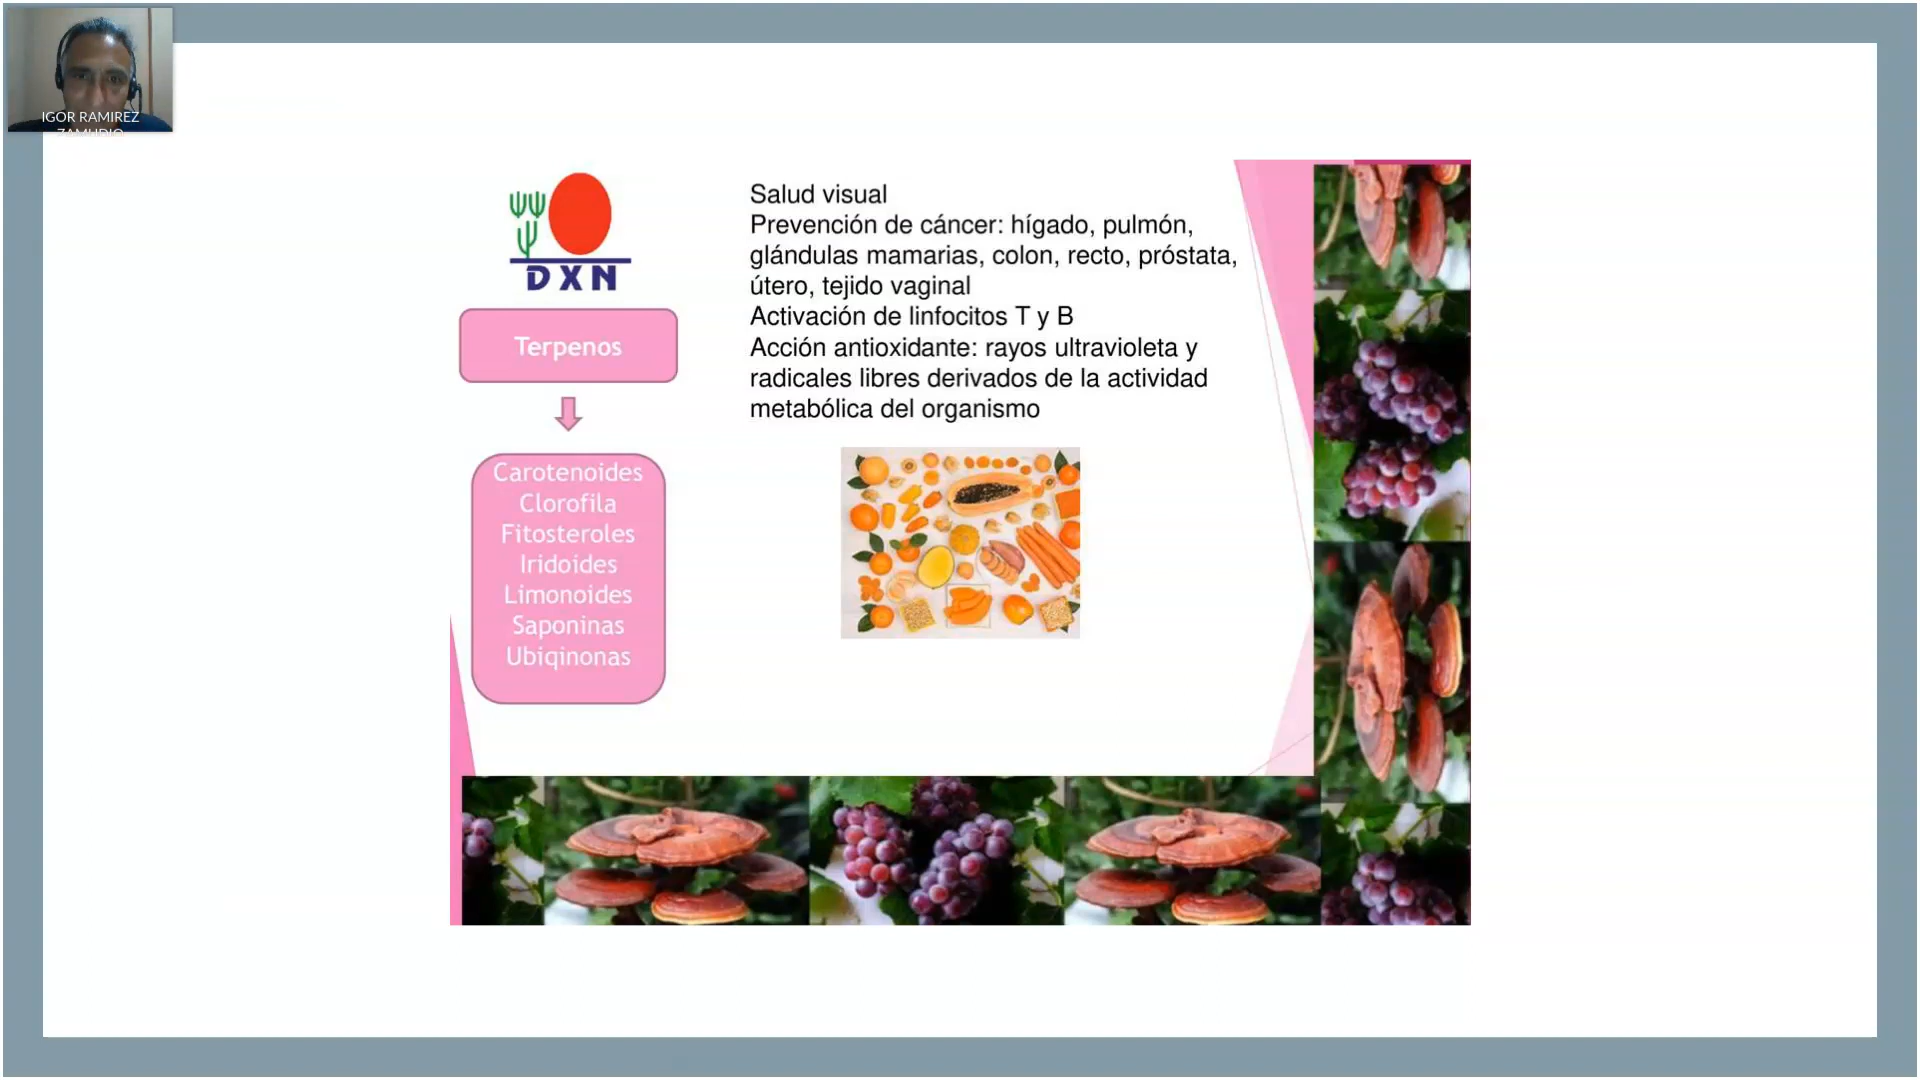 IGOR RAMIREZ
ZAMUDIO
DXN
Terpenos
Carotenoides
Clorofila
Fitosteroles
Iridoides
Limonoides
Saponinas
Ubiqinonas
Salud visual
Prevención de cáncer: hígado, pulmón,
glándulas mamarias, colon, recto, próstata,
útero, tejido vaginal
Activación de linfocitos T y B
Acción antioxidante: rayos ultravioleta y
radicales libres derivados de la actividad
metabólica del organismo